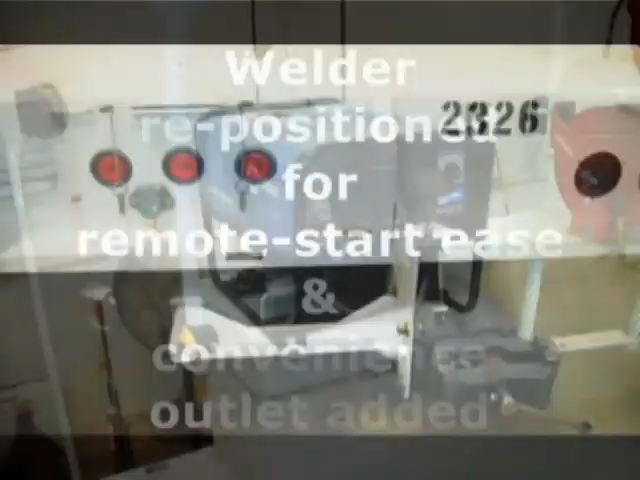 Welder
re-positioned 2326
for
remote-start ease
&
convenience
outlet added